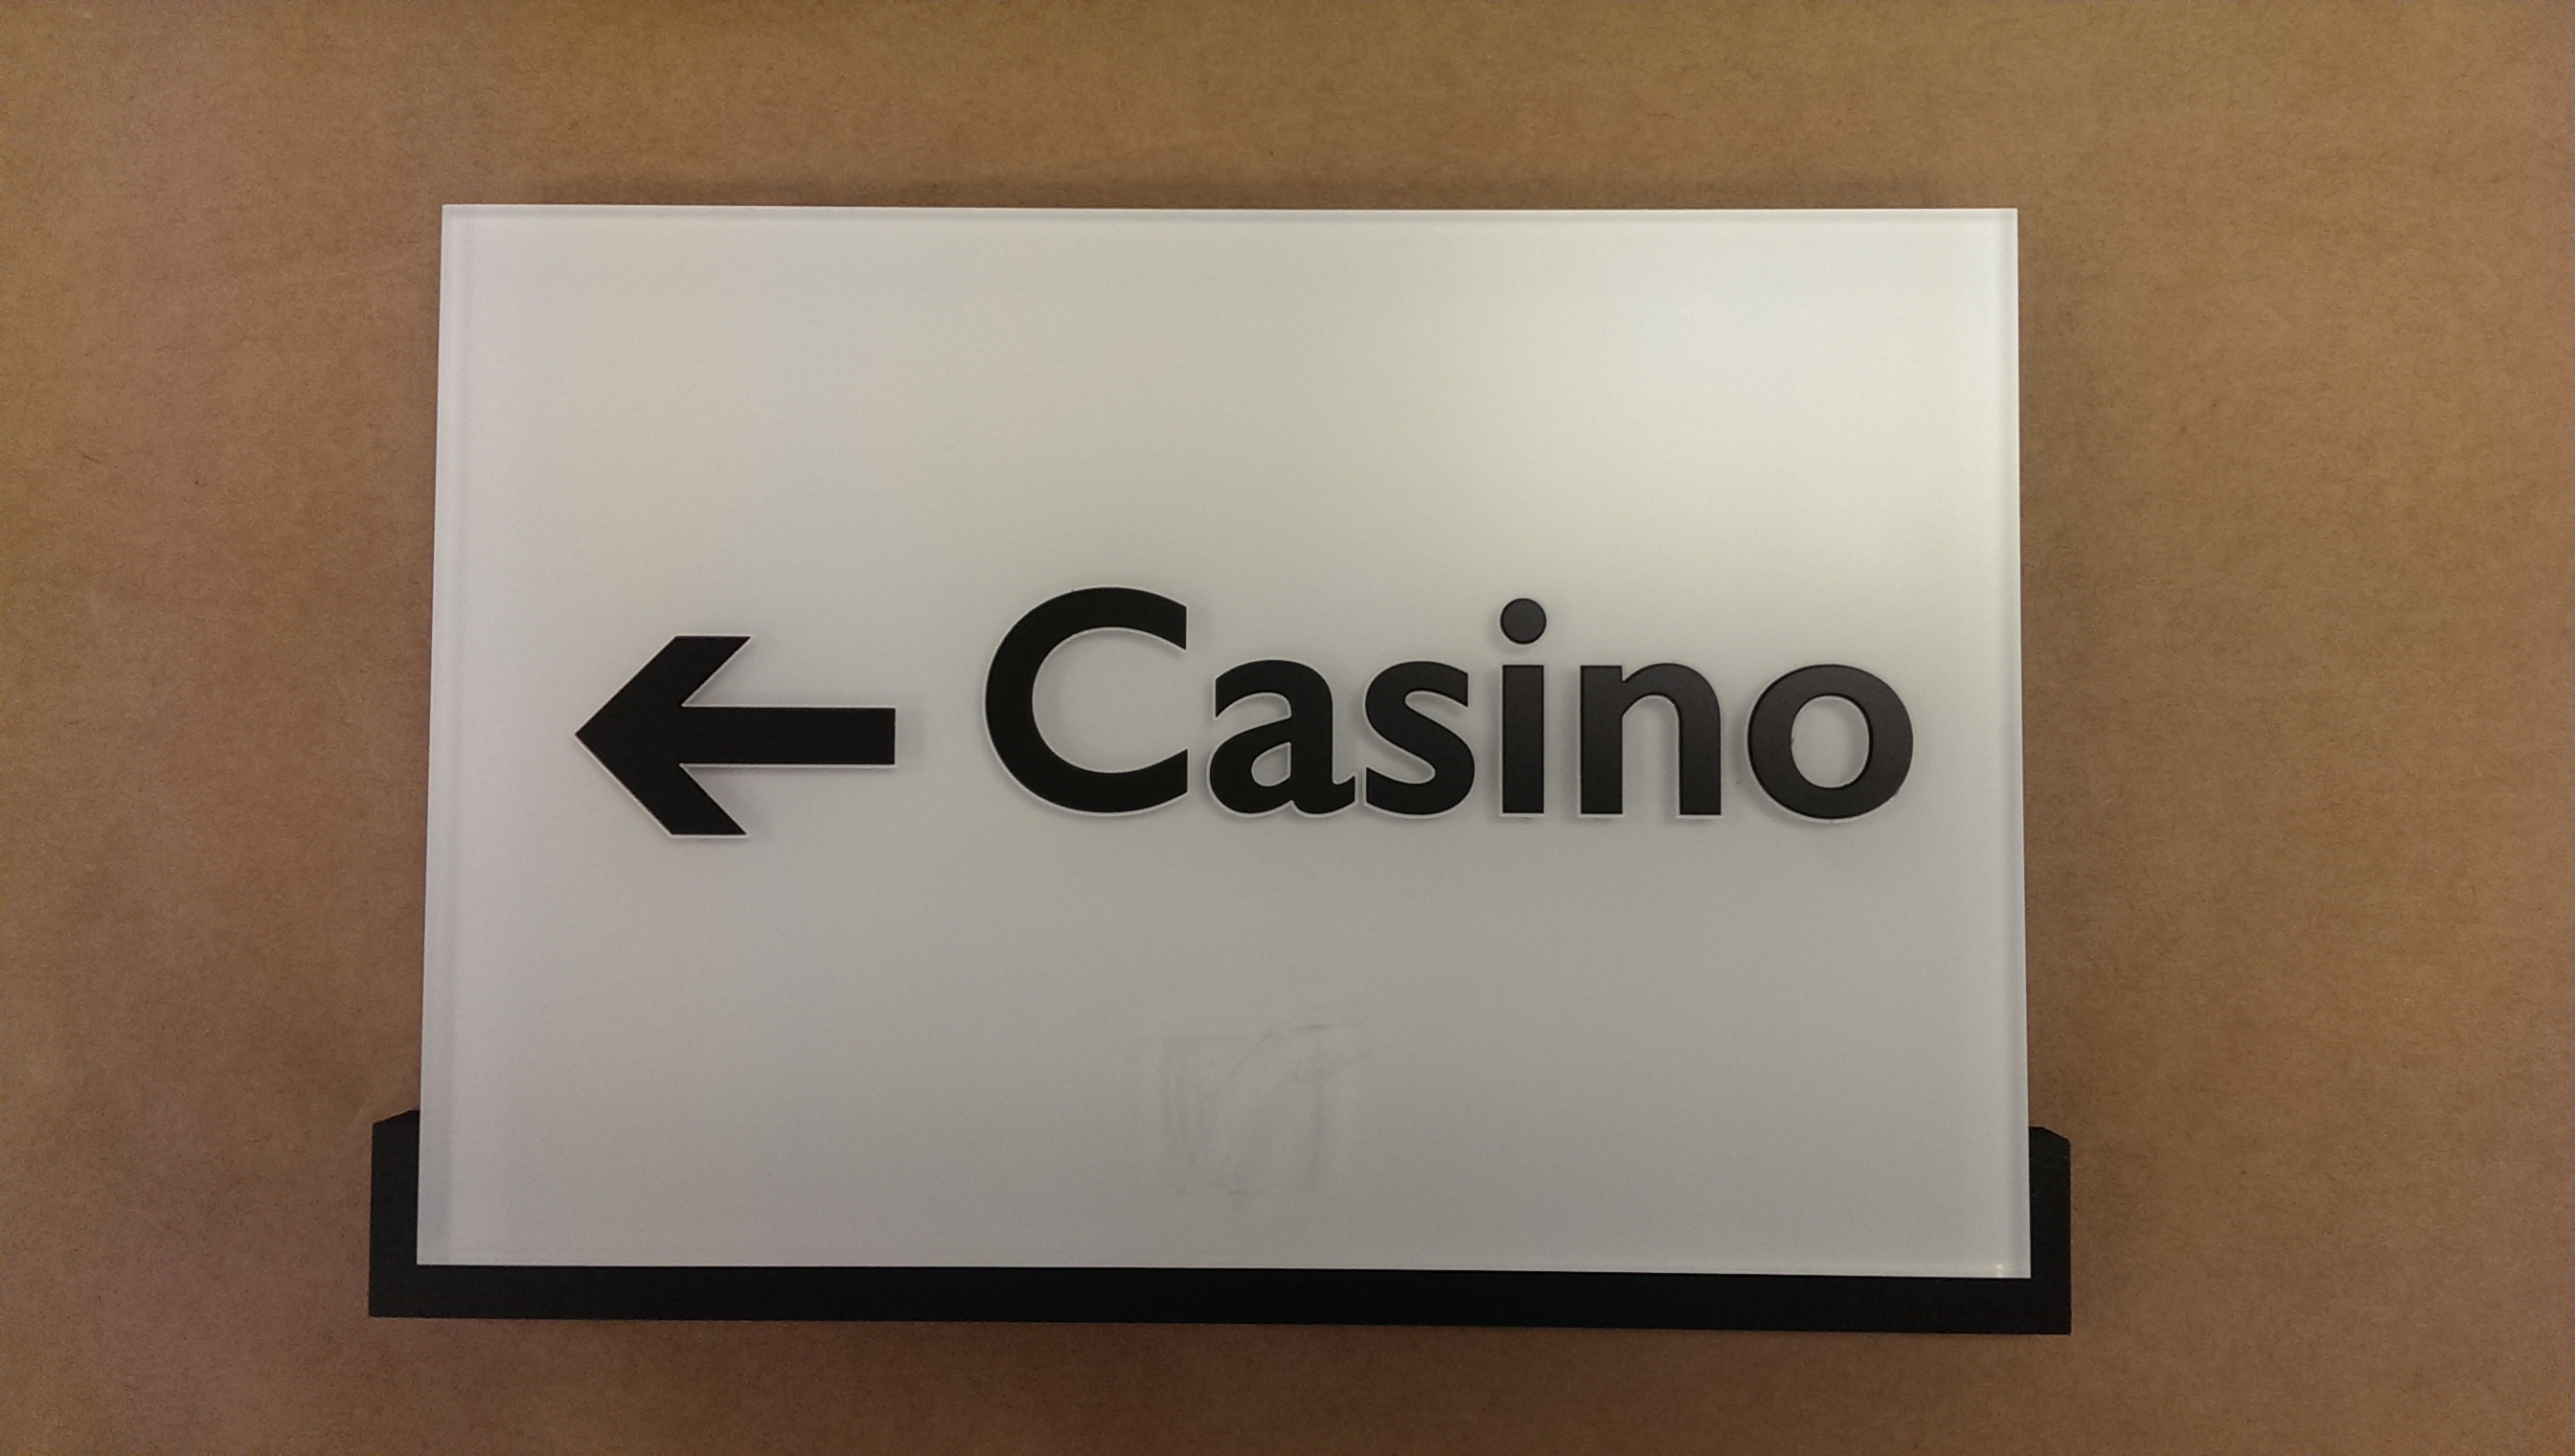 ← Casino